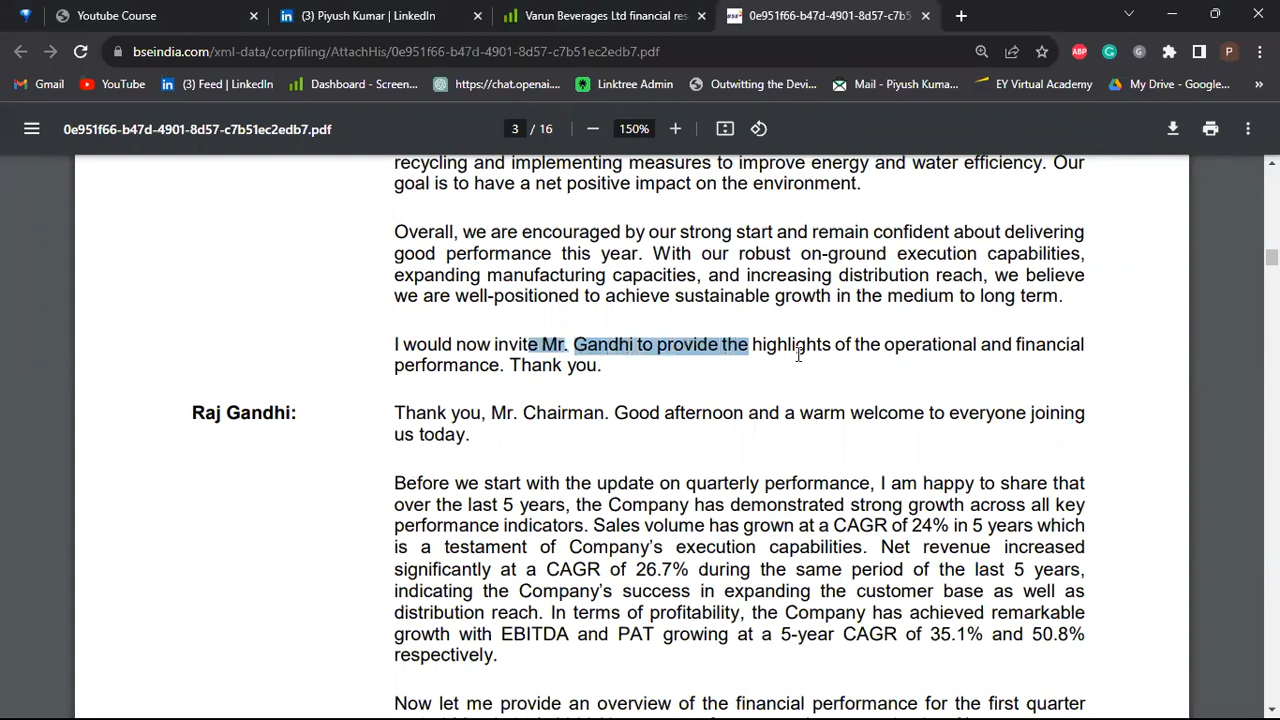 Youtube Course
(3) Piyush Kumar | LinkedIn
Varun Beverages Ltd financial res
0e951f66-b47d-4901-8d57-c7b5
bseindia.com/xml-data/corpfiling/AttachHis/0e951f66-b47d-4901-8d57-c7b51ec2edb7.pdf
Gmail
YouTube
(3) Feed | LinkedIn
Dashboard - Screen...
https://chat.openai....
Linktree Admin
Outwitting the Devi...
Mail - Piyush Kuma...
EY Virtual Academy
My Drive - Google...
0e951f66-b47d-4901-8d57-c7b51ec2edb7.pdf
3 / 16
150%
recycling and implementing measures to improve energy and water efficiency. Our
goal is to have a net positive impact on the environment.
Overall, we are encouraged by our strong start and remain confident about delivering
good performance this year. With our robust on-ground execution capabilities,
expanding manufacturing capacities, and increasing distribution reach, we believe
we are well-positioned to achieve sustainable growth in the medium to long term.
I would now invite Mr. Gandhi to provide the highlights of the operational and financial
performance. Thank you.
Raj Gandhi: Thank you, Mr. Chairman. Good afternoon and a warm welcome to everyone joining
us today.
Before we start with the update on quarterly performance, I am happy to share that
over the last 5 years, the Company has demonstrated strong growth across all key
performance indicators. Sales volume has grown at a CAGR of 24% in 5 years which
is a testament of Company's execution capabilities. Net revenue increased
significantly at a CAGR of 26.7% during the same period of the last 5 years,
indicating the Company's success in expanding the customer base as well as
distribution reach. In terms of profitability, the Company has achieved remarkable
growth with EBITDA and PAT growing at a 5-year CAGR of 35.1% and 50.8%
respectively.
Now let me provide an overview of the financial performance for the first quarter